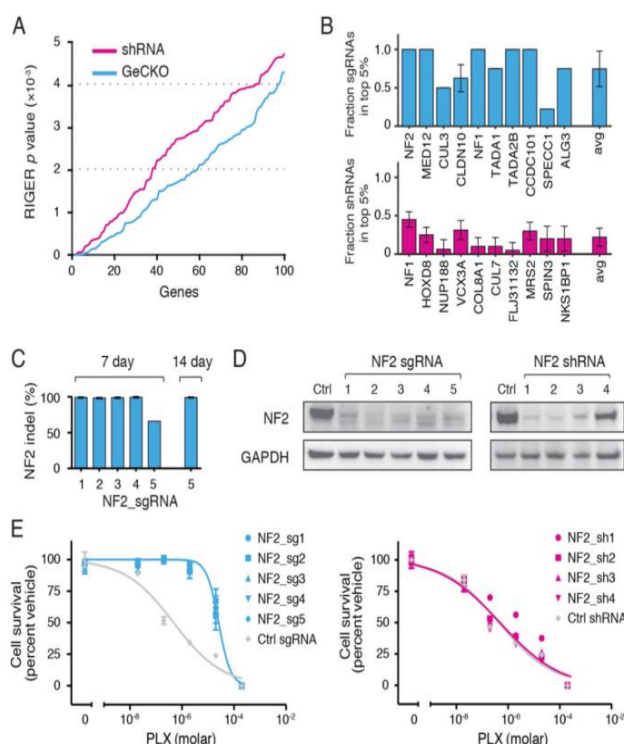 A
RIGER p value (×10⁻³)
5
4
3
2
1
0
shRNA
GeCKO
0 20 40 60 80 100
Genes
B
Fraction sgRNAs
in top 5%
1.0
0.5
0
NF2
MED12
CUL3
CLDN10
NF1
TADA1
TADA2B
CCDC101
SPECC1
ALG3
avg
Fraction shRNAs
in top 5%
1.0
0.5
0
NF1
HOXD8
NUP188
VCX3A
COL8A1
CUL7
FLJ31132
MRS2
SPIN3
NKS1BP1
avg
C
7 day 14 day
NF2 indel (%)
100
50
0
1 2 3 4 5 5
NF2_sgRNA
D
NF2 sgRNA
Ctrl 1 2 3 4 5
NF2 shRNA
Ctrl 1 2 3 4
NF2
GAPDH
E
Cell survival
(percent vehicle)
100
75
50
25
0
NF2_sg1
NF2_sg2
NF2_sg3
NF2_sg4
NF2_sg5
Ctrl sgRNA
0 10⁻⁸ 10⁻⁶ 10⁻⁴ 10⁻²
PLX (molar)
Cell survival
(percent vehicle)
100
75
50
25
0
NF2_sh1
NF2_sh2
NF2_sh3
NF2_sh4
Ctrl shRNA
0 10⁻⁸ 10⁻⁶ 10⁻⁴ 10⁻²
PLX (molar)